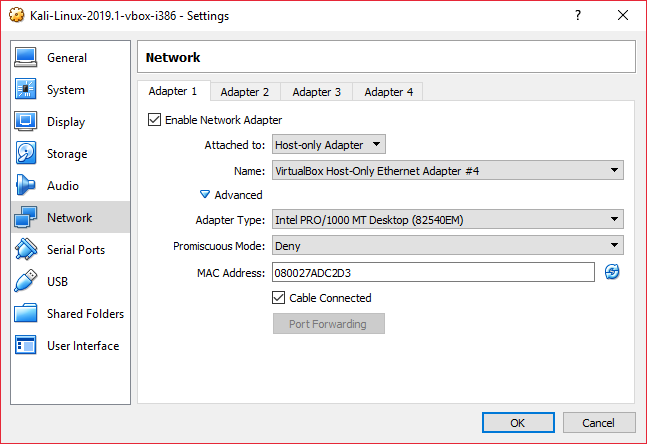 Kali-Linux-2019.1-vbox-i386 - Settings
?
General
System
Display
Storage
Audio
Network
Serial Ports
USB
Shared Folders
User Interface
Network
Adapter 1 Adapter 2 Adapter 3 Adapter 4
Enable Network Adapter
Attached to: Host-only Adapter
Name: VirtualBox Host-Only Ethernet Adapter #4
Advanced
Adapter Type: Intel PRO/1000 MT Desktop (82540EM)
Promiscuous Mode: Deny
MAC Address: 080027ADC2D3
Cable Connected
Port Forwarding
OK Cancel